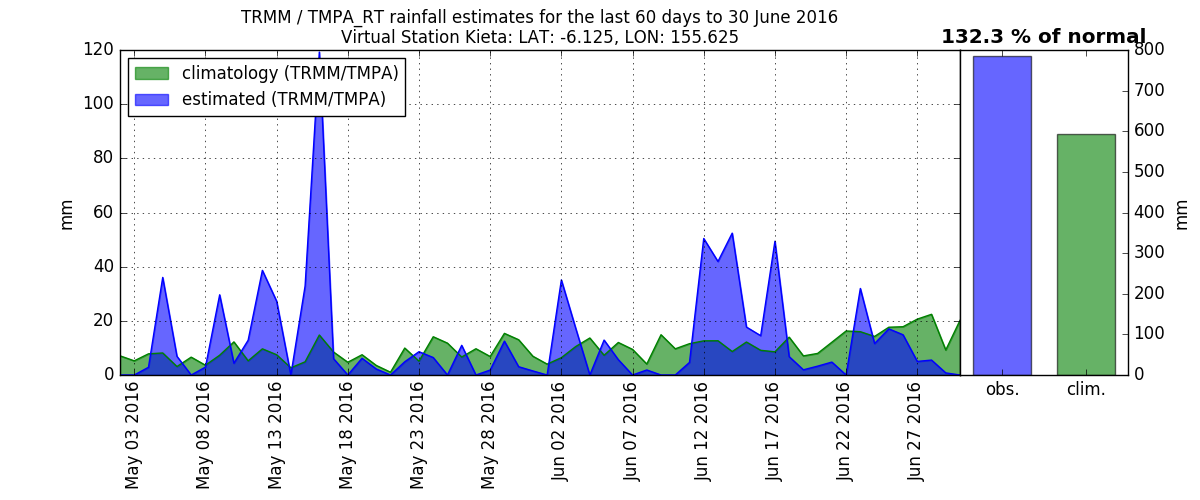 TRMM / TMPA_RT rainfall estimates for the last 60 days to 30 June 2016
Virtual Station Kieta: LAT: -6.125, LON: 155.625
132.3 % of normal
climatology (TRMM/TMPA)
estimated (TRMM/TMPA)
120
100
80
60
40
20
0
mm
May 03 2016
May 08 2016
May 13 2016
May 18 2016
May 23 2016
May 28 2016
Jun 02 2016
Jun 07 2016
Jun 12 2016
Jun 17 2016
Jun 22 2016
Jun 27 2016
800
700
600
500
400
300
200
100
0
mm
obs.
clim.